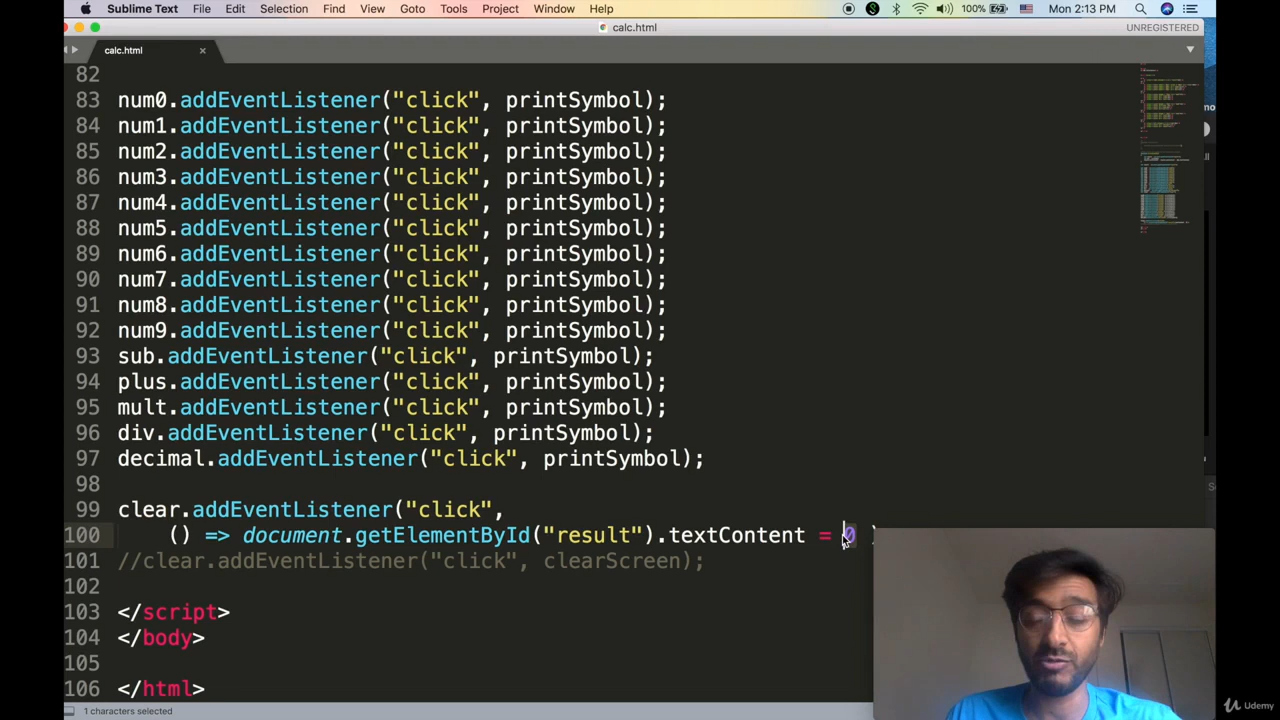 Sublime Text File Edit Selection Find View Goto Tools Project Window Help 100% Mon 2:13 PM
calc.html UNREGISTERED
calc.html
82
83 num0.addEventListener("click", printSymbol);
84 num1.addEventListener("click", printSymbol);
85 num2.addEventListener("click", printSymbol);
86 num3.addEventListener("click", printSymbol);
87 num4.addEventListener("click", printSymbol);
88 num5.addEventListener("click", printSymbol);
89 num6.addEventListener("click", printSymbol);
90 num7.addEventListener("click", printSymbol);
91 num8.addEventListener("click", printSymbol);
92 num9.addEventListener("click", printSymbol);
93 sub.addEventListener("click", printSymbol);
94 plus.addEventListener("click", printSymbol);
95 mult.addEventListener("click", printSymbol);
96 div.addEventListener("click", printSymbol);
97 decimal.addEventListener("click", printSymbol);
98
99 clear.addEventListener("click",
100 () => document.getElementById("result").textContent = 0 )
101 //clear.addEventListener("click", clearScreen);
102
103 </script>
104 </body>
105
106 </html>
1 characters selected
Udemy